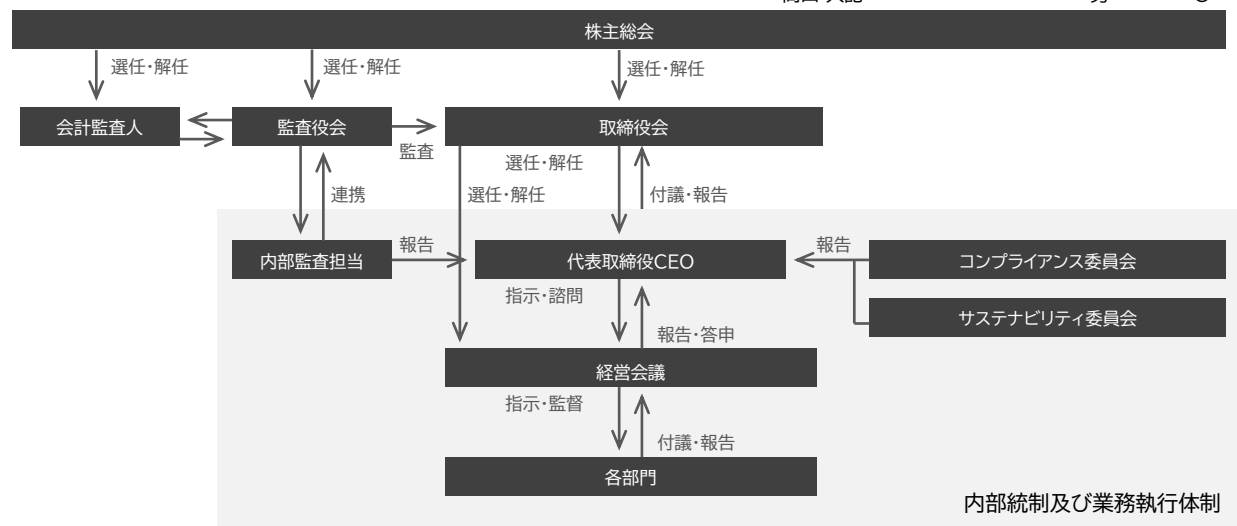 株主総会
選任・解任
選任・解任
選任・解任
会計監査人
監査役会
取締役会
監査
選任・解任
連携
選任・解任
付議・報告
内部監査担当
報告
代表取締役CEO
報告
コンプライアンス委員会
指示・諮問
サステナビリティ委員会
報告・答申
経営会議
指示・監督
付議・報告
各部門
内部統制及び業務執行体制